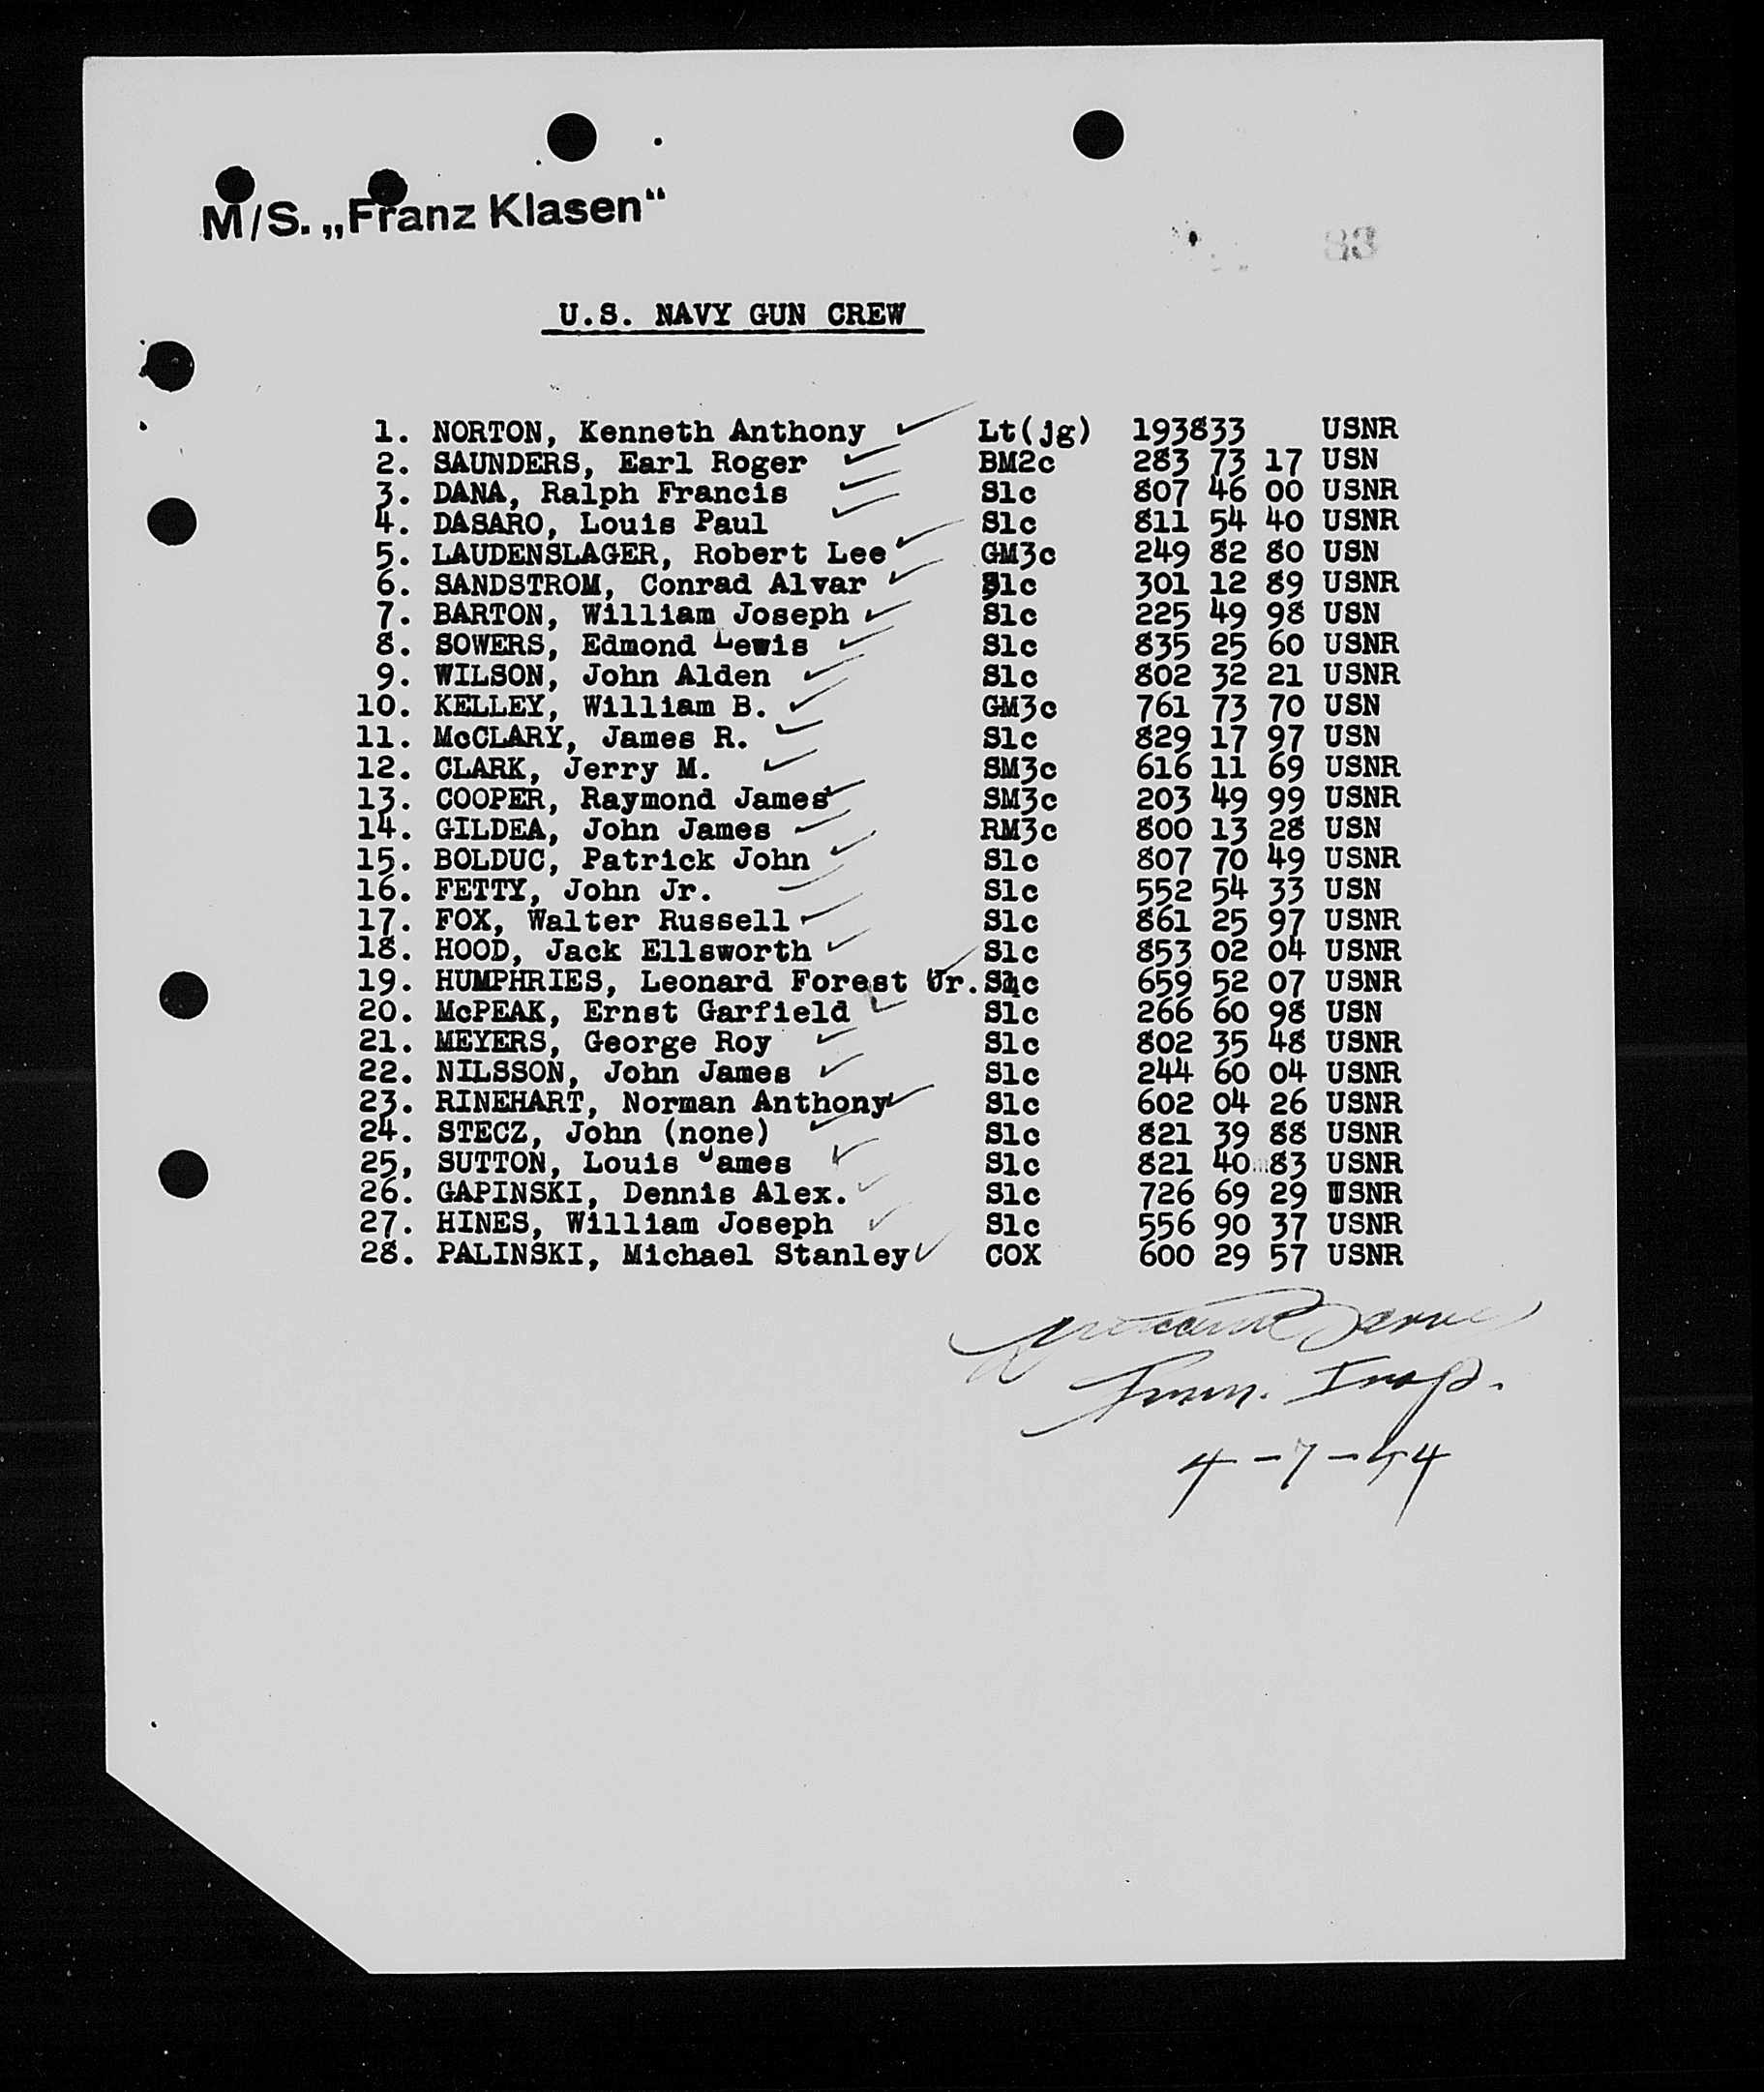 M/S. „Franz Klasen“
83
U.S. NAVY GUN CREW
1. NORTON, Kenneth Anthony Lt(jg) 193833 USNR
2. SAUNDERS, Earl Roger BM2c 283 73 17 USN
3. DANA, Ralph Francis S1c 807 46 00 USNR
4. DASARO, Louis Paul S1c 811 54 40 USNR
5. LAUDENSLAGER, Robert Lee GM3c 249 82 80 USN
6. SANDSTROM, Conrad Alvar S1c 301 12 89 USNR
7. BARTON, William Joseph S1c 225 49 98 USN
8. SOWERS, Edmond Lewis S1c 835 25 60 USNR
9. WILSON, John Alden S1c 802 32 21 USNR
10. KELLEY, William B. GM3c 761 73 70 USN
11. McCLARY, James R. S1c 829 17 97 USN
12. CLARK, Jerry M. SM3c 616 11 69 USNR
13. COOPER, Raymond James SM3c 203 49 99 USNR
14. GILDEA, John James RM3c 800 13 28 USN
15. BOLDUC, Patrick John S1c 807 70 49 USNR
16. FETTY, John Jr. S1c 552 54 33 USN
17. FOX, Walter Russell S1c 861 25 97 USNR
18. HOOD, Jack Ellsworth S1c 853 02 04 USNR
19. HUMPHRIES, Leonard Forest Jr. S1c 659 52 07 USNR
20. McPEAK, Ernst Garfield S1c 266 60 98 USN
21. MEYERS, George Roy S1c 802 35 48 USNR
22. NILSSON, John James S1c 244 60 04 USNR
23. RINEHART, Norman Anthony S1c 602 04 26 USNR
24. STECZ, John (none) S1c 821 39 88 USNR
25, SUTTON, Louis James S1c 821 40 83 USNR
26. GAPINSKI, Dennis Alex. S1c 726 69 29 USNR
27. HINES, William Joseph S1c 556 90 37 USNR
28. PALINSKI, Michael Stanley COX 600 29 57 USNR
Imm. Insp.
4-7-44